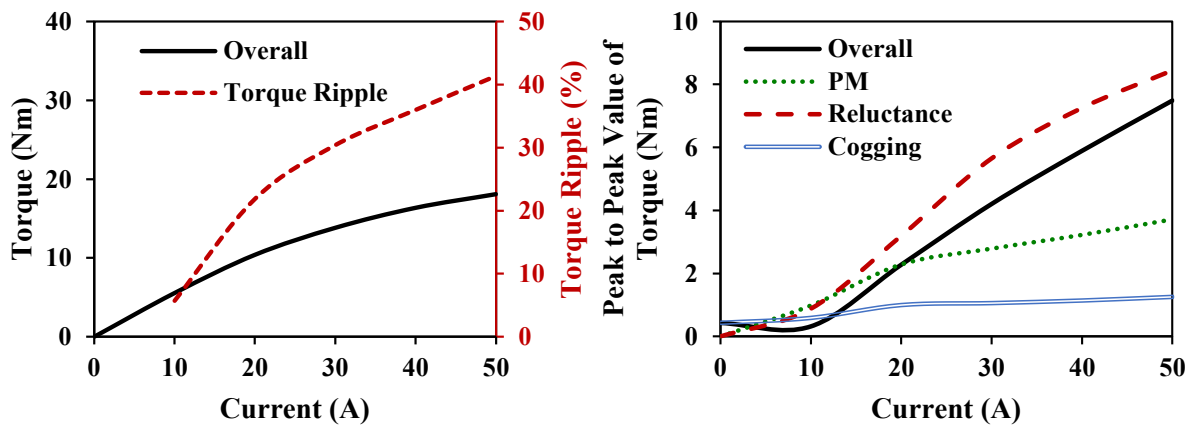 40
30
20
10
0
Torque (Nm)
Overall
Torque Ripple
50
40
30
20
10
0
Torque Ripple (%)
0 10 20 30 40 50
Current (A)
Peak to Peak Value of
Torque (Nm)
10
8
6
4
2
0
Overall
PM
Reluctance
Cogging
0 10 20 30 40 50
Current (A)